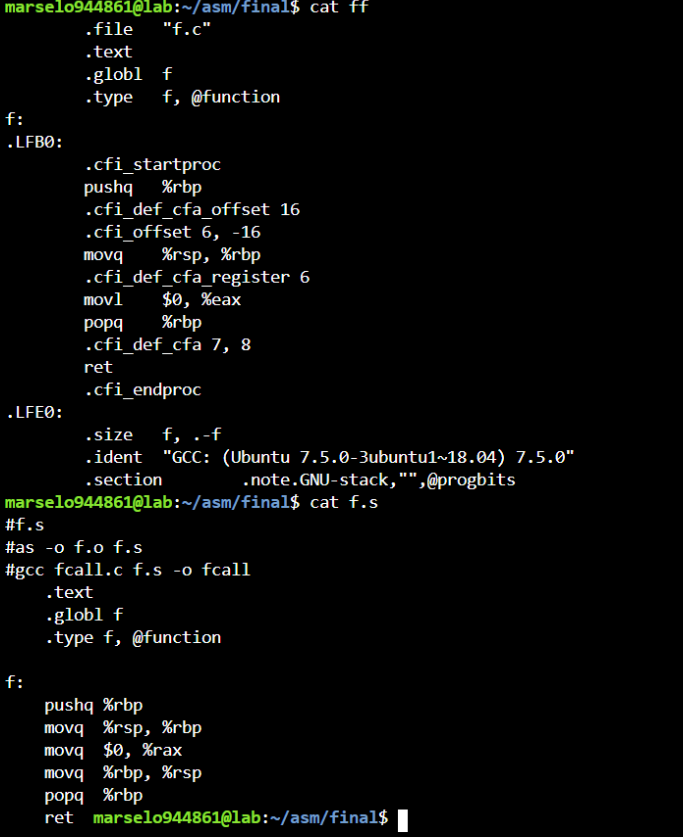 marselo944861@lab:~/asm/final$ cat ff
        .file   "f.c"
        .text
        .globl  f
        .type   f, @function
f:
.LFB0:
        .cfi_startproc
        pushq   %rbp
        .cfi_def_cfa_offset 16
        .cfi_offset 6, -16
        movq    %rsp, %rbp
        .cfi_def_cfa_register 6
        movl    $0, %eax
        popq    %rbp
        .cfi_def_cfa 7, 8
        ret
        .cfi_endproc
.LFE0:
        .size   f, .-f
        .ident  "GCC: (Ubuntu 7.5.0-3ubuntu1~18.04) 7.5.0"
        .section        .note.GNU-stack,"",@progbits
marselo944861@lab:~/asm/final$ cat f.s
#f.s
#as -o f.o f.s
#gcc fcall.c f.s -o fcall
    .text
    .globl f
    .type f, @function

f:
    pushq %rbp
    movq  %rsp, %rbp
    movq  $0, %rax
    movq  %rbp, %rsp
    popq  %rbp
    ret  marselo944861@lab:~/asm/final$